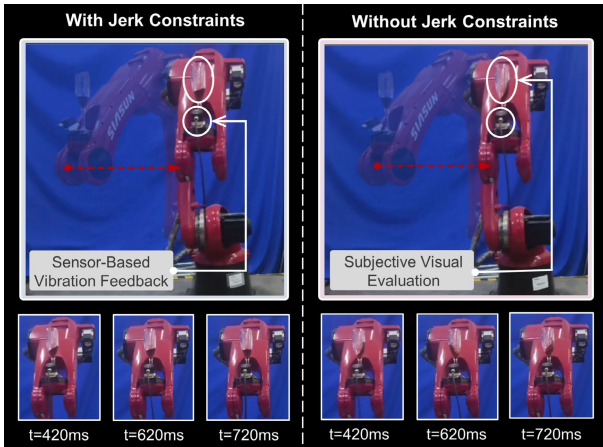 With Jerk Constraints
Without Jerk Constraints
SIASUN
SIASUN
Sensor-Based
Vibration Feedback
Subjective Visual
Evaluation
t=420ms
t=620ms
t=720ms
t=420ms
t=620ms
t=720ms